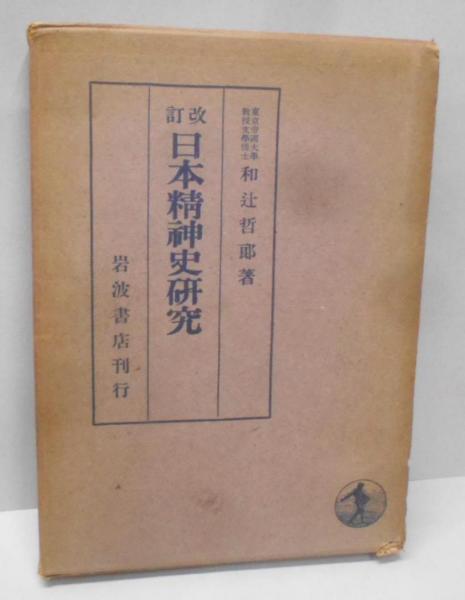 東京帝國大學
教授文學博士
和辻哲郎著
改訂
日本精神史研究
岩波書店刊行